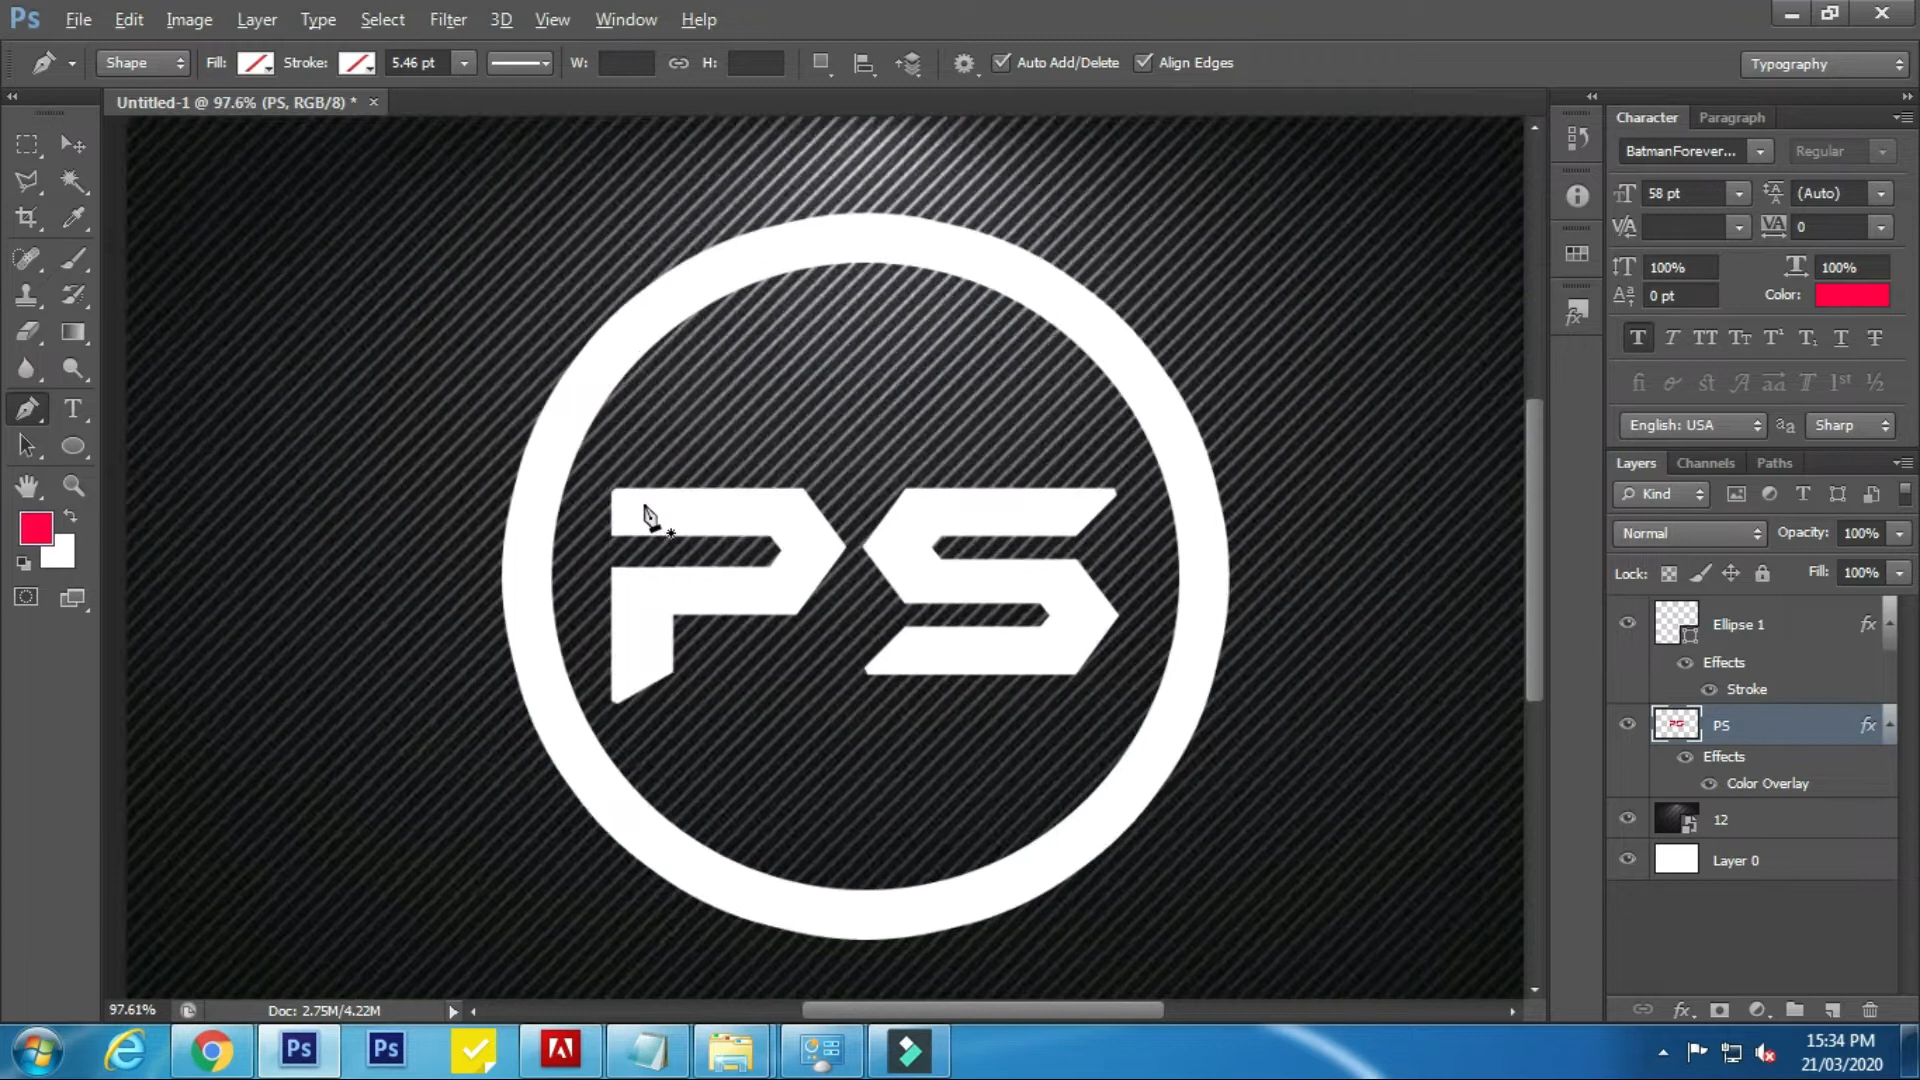 Ps File Edit Image Layer Type Select Filter 3D View Window Help
Shape Fill: Stroke: 5.46 pt W: H: Auto Add/Delete Align Edges Typography
Untitled-1 @ 97.6% (PS, RGB/8) *
Character Paragraph
BatmanForever... Regular
58 pt (Auto)
0
100% 100%
0 pt Color:
English: USA Sharp
Layers Channels Paths
Kind
Normal Opacity: 100%
Lock: Fill: 100%
Ellipse 1 fx
Effects
Stroke
PS fx
Effects
Color Overlay
12
Layer 0
PS
97.61% Doc: 2.75M/4.22M
Ps Ps
15:34 PM
21/03/2020